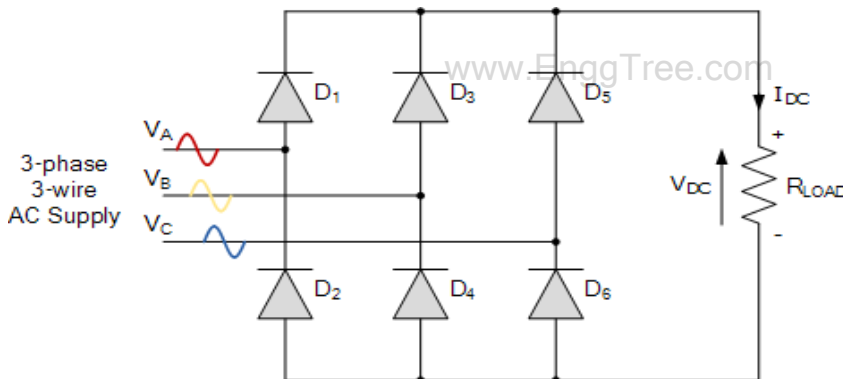 www.EnggTree.com
D1
D3
D5
IDC
VA
3-phase
3-wire
AC Supply
VB
VC
+
VDC
RLOAD
-
D2
D4
D6